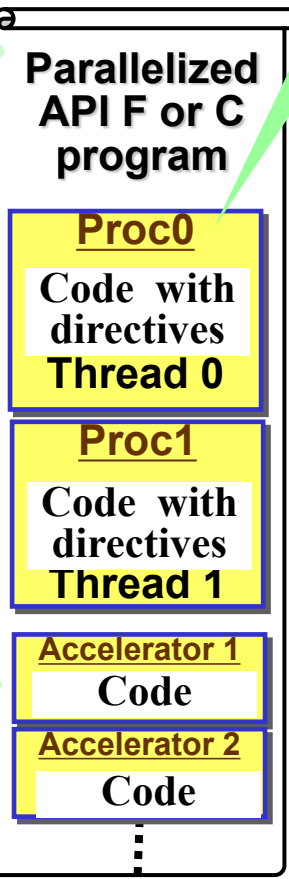 Parallelized
API F or C
program
Proc0
Code with
directives
Thread 0
Proc1
Code with
directives
Thread 1
Accelerator 1
Code
Accelerator 2
Code